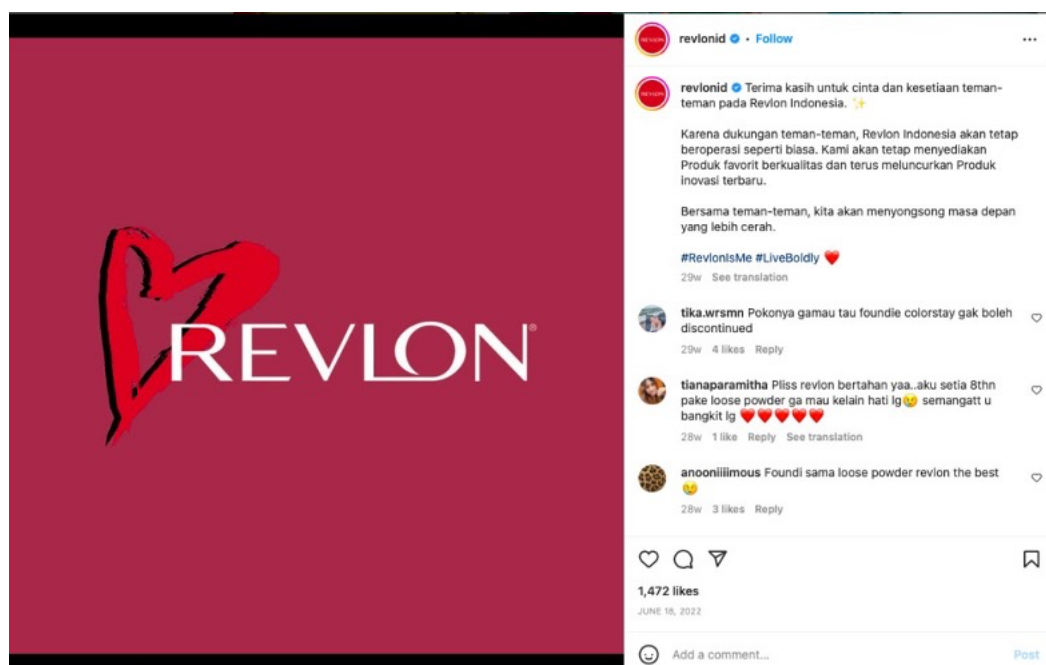 REVLON®
revlonid • Follow
revlonid Terima kasih untuk cinta dan kesetiaan teman-
teman pada Revlon Indonesia. ✨
Karena dukungan teman-teman, Revlon Indonesia akan tetap
beroperasi seperti biasa. Kami akan tetap menyediakan
Produk favorit berkualitas dan terus meluncurkan Produk
inovasi terbaru.
Bersama teman-teman, kita akan menyongsong masa depan
yang lebih cerah.
#RevlonIsMe #LiveBoldly ❤️
29w See translation
tika.wrsmn Pokonya gamau tau foundie colorstay gak boleh
discontinued
29w 4 likes Reply
tianaparamitha Pliss revlon bertahan yaa..aku setia 8thn
pake loose powder ga mau kelain hati lg😢 semangatt u
bangkit lg ❤️❤️❤️❤️❤️
28w 1 like Reply See translation
anooniiiimous Foundi sama loose powder revlon the best
😢
28w 3 likes Reply
1,472 likes
JUNE 18, 2022
Add a comment... Post